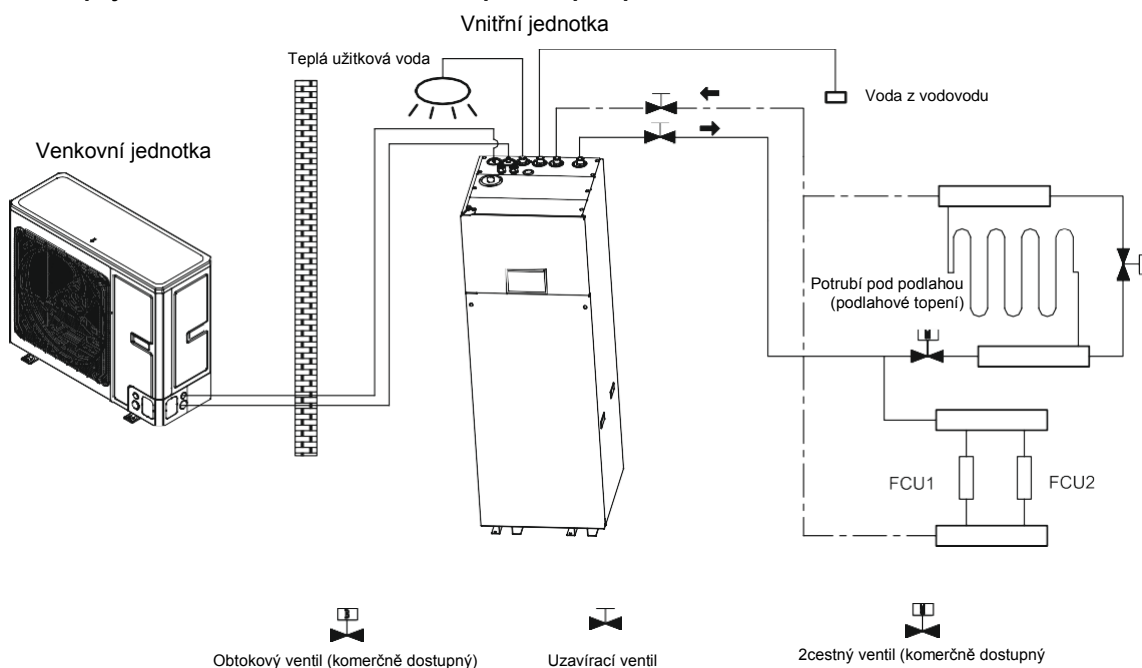 Vnitřní jednotka
Teplá užitková voda
Voda z vodovodu
Venkovní jednotka
Potrubí pod podlahou
(podlahové topení)
FCU1
FCU2
Obtokový ventil (komerčně dostupný)
Uzavírací ventil
2cestný ventil (komerčně dostupný